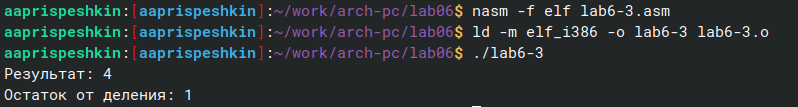 aaprispeshkin:[aaprispeshkin]:~/work/arch-pc/lab06$ nasm -f elf lab6-3.asm
aaprispeshkin:[aaprispeshkin]:~/work/arch-pc/lab06$ ld -m elf_i386 -o lab6-3 lab6-3.o
aaprispeshkin:[aaprispeshkin]:~/work/arch-pc/lab06$ ./lab6-3
Результат: 4
Остаток от деления: 1